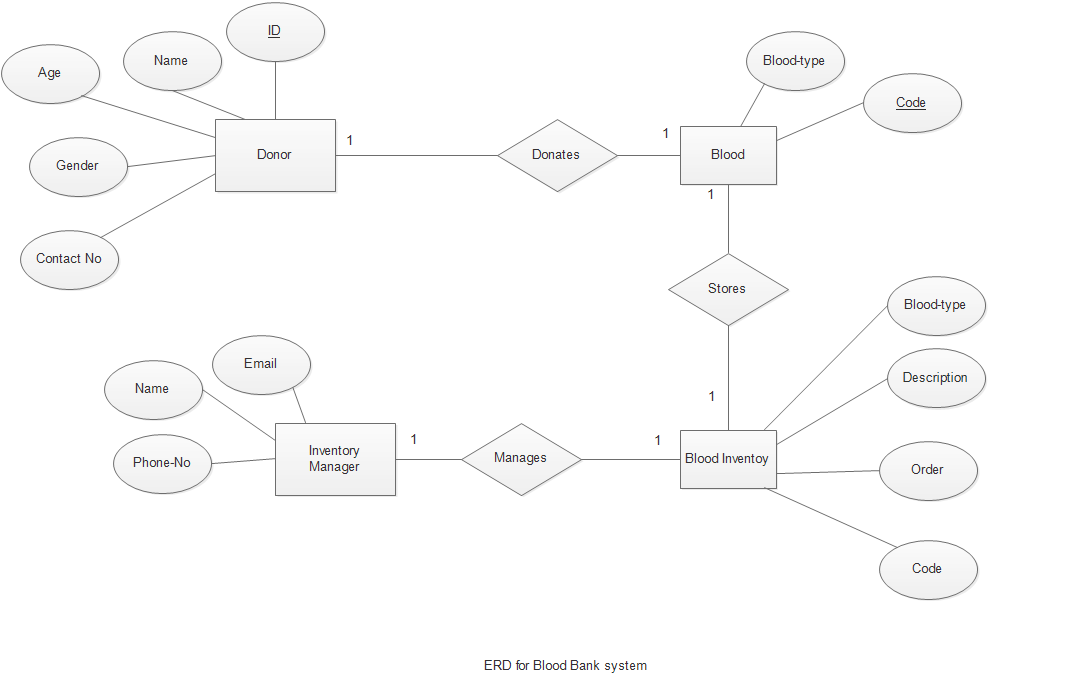 ID
Name
Age
Blood-type
Code
1
1
Donor
Donates
Blood
Gender
1
Contact No
Stores
Blood-type
Email
Description
Name
1
1
1
Inventory
Manager
Manages
Blood Inventoy
Phone-No
Order
Code
ERD for Blood Bank system